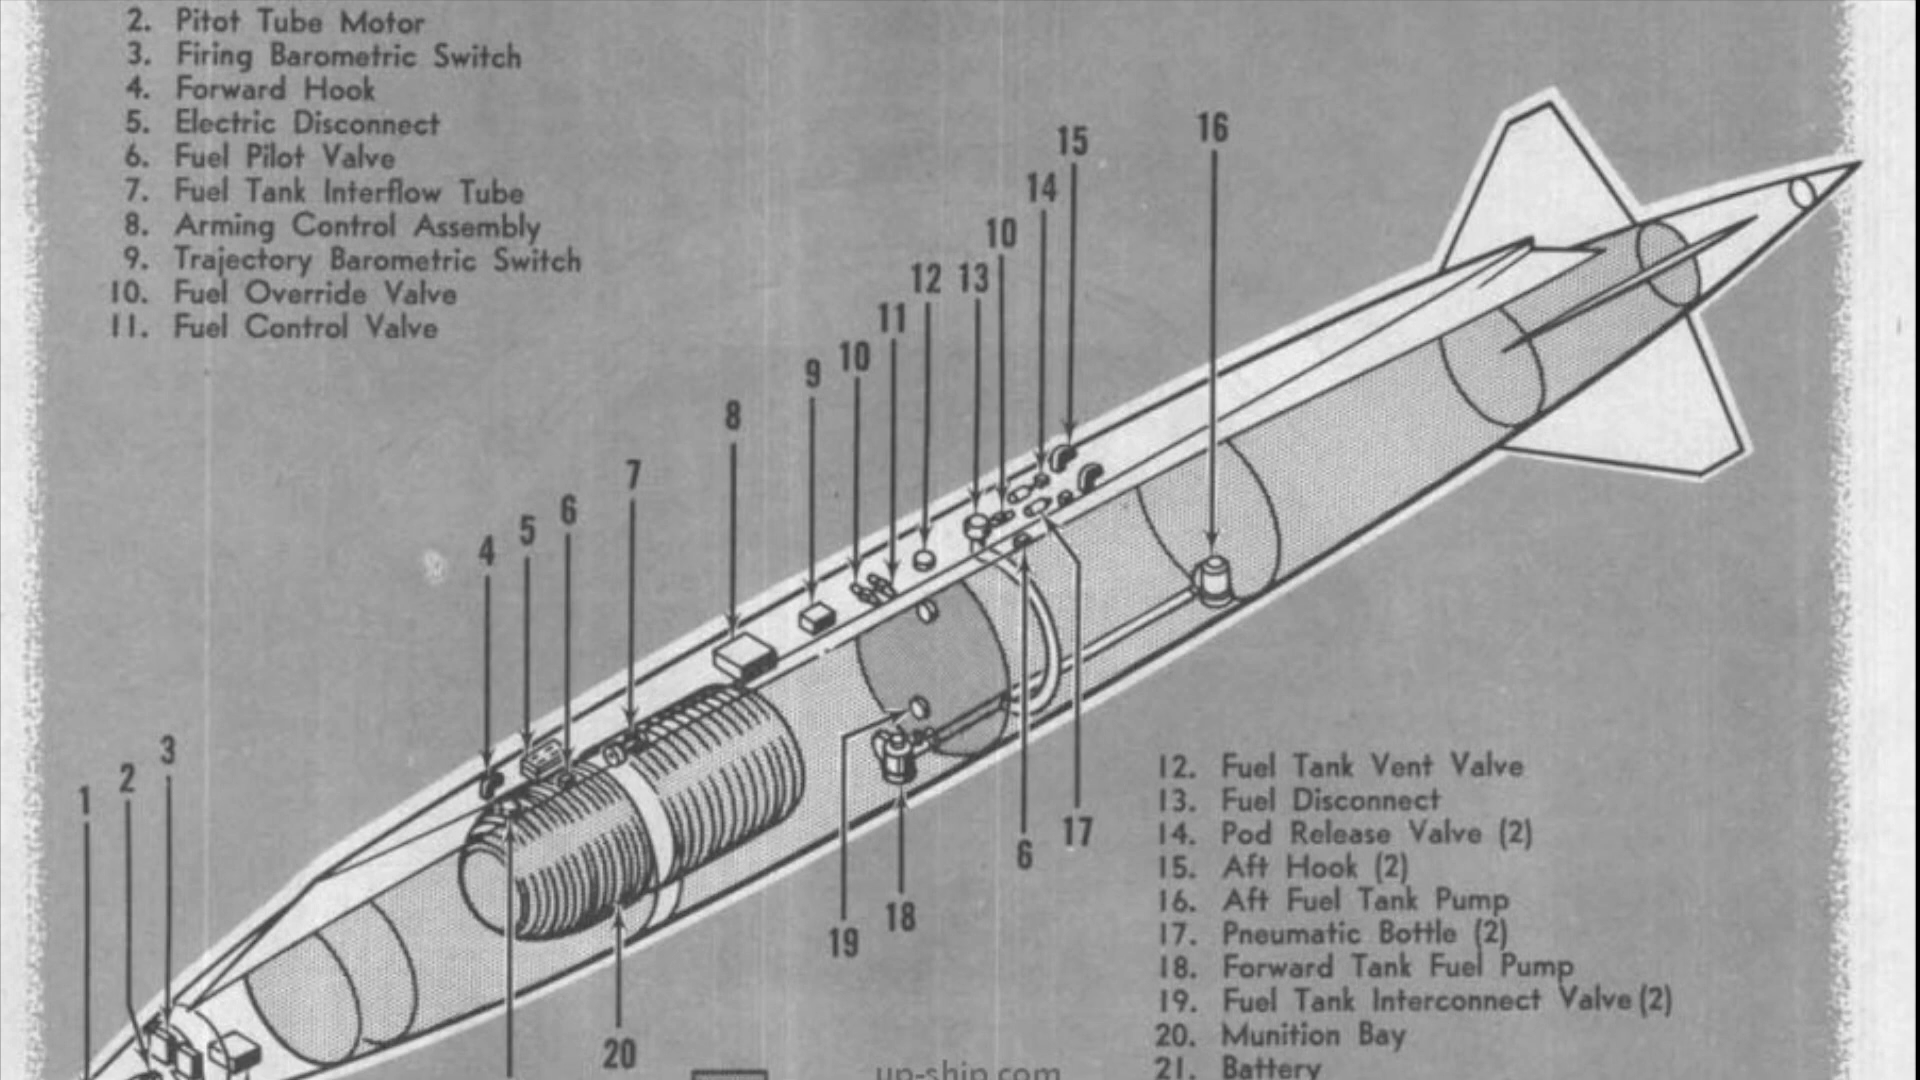 2. Pitot Tube Motor
3. Firing Barometric Switch
4. Forward Hook
5. Electric Disconnect
6. Fuel Pilot Valve
7. Fuel Tank Interflow Tube
8. Arming Control Assembly
9. Trajectory Barometric Switch
10. Fuel Override Valve
11. Fuel Control Valve
15
16
14
10
12
13
11
10
9
8
7
6
5
4
3
2
1
17
6
18
19
20
12. Fuel Tank Vent Valve
13. Fuel Disconnect
14. Pod Release Valve (2)
15. Aft Hook (2)
16. Aft Fuel Tank Pump
17. Pneumatic Bottle (2)
18. Forward Tank Fuel Pump
19. Fuel Tank Interconnect Valve (2)
20. Munition Bay
21. Battery
up-ship.com